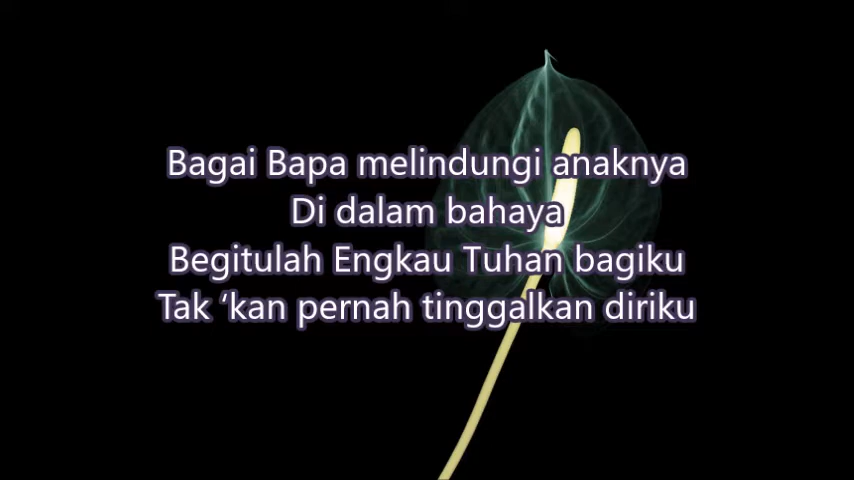 Bagai Bapa melindungi anaknya
Di dalam bahaya
Begitulah Engkau Tuhan bagiku
Tak ‘kan pernah tinggalkan diriku